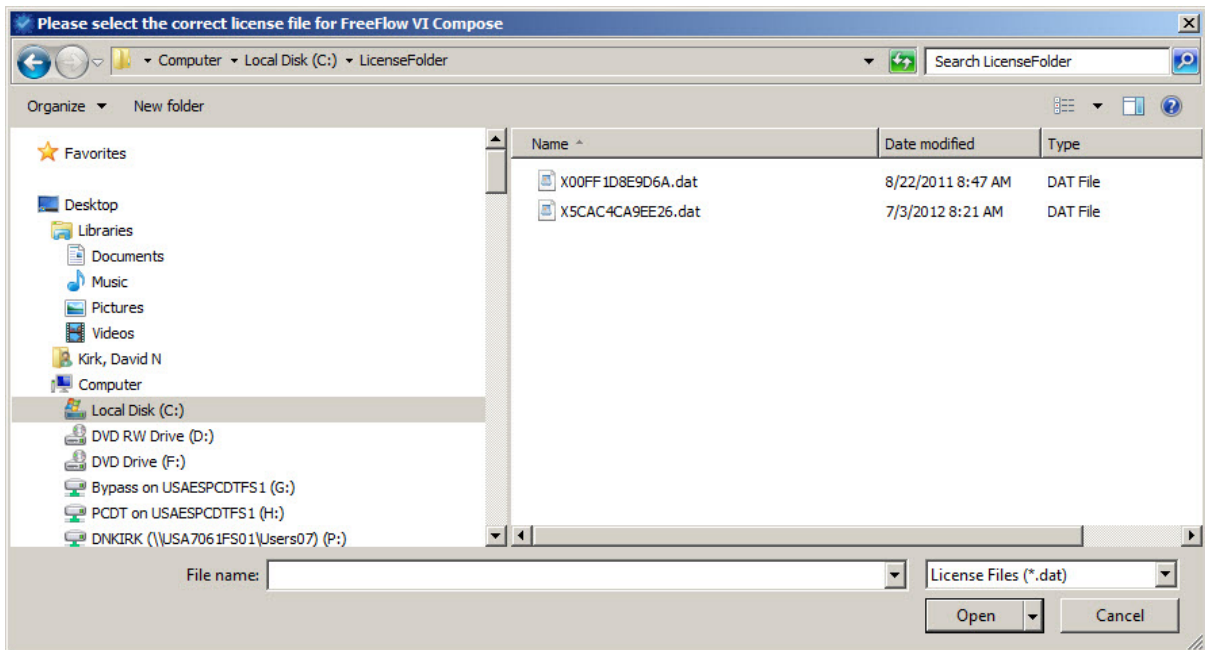 Please select the correct license file for FreeFlow VI Compose
Computer Local Disk (C:) LicenseFolder
Search LicenseFolder
Organize New folder
Favorites
Desktop
Libraries
Documents
Music
Pictures
Videos
Kirk, David N
Computer
Local Disk (C:)
DVD RW Drive (D:)
DVD Drive (F:)
Bypass on USAESPCDTFS1 (G:)
PCDT on USAESPCDTFS1 (H:)
DNKIRK (\\USA7061FS01\Users07) (P:)
Name Date modified Type
X00FF1D8E9D6A.dat 8/22/2011 8:47 AM DAT File
X5CAC4CA9EE26.dat 7/3/2012 8:21 AM DAT File
File name:
License Files (*.dat)
Open Cancel